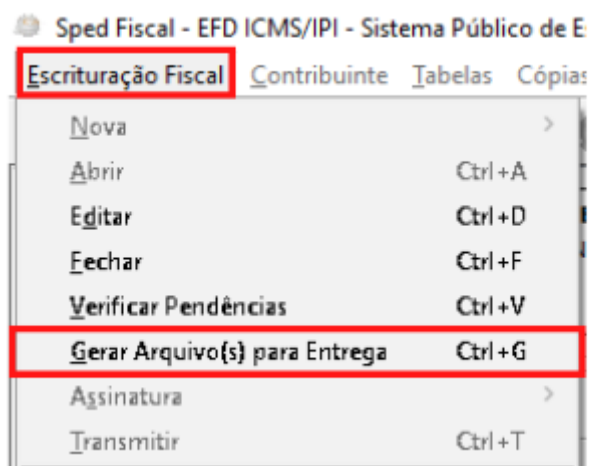 Sped Fiscal - EFD ICMS/IPI - Sistema Público de E
Escrituração Fiscal Contribuinte Tabelas Cópias
Nova >
Abrir Ctrl+A
Editar Ctrl+D
Fechar Ctrl+F
Verificar Pendências Ctrl+V
Gerar Arquivo(s) para Entrega Ctrl+G
Assinatura >
Transmitir Ctrl+T